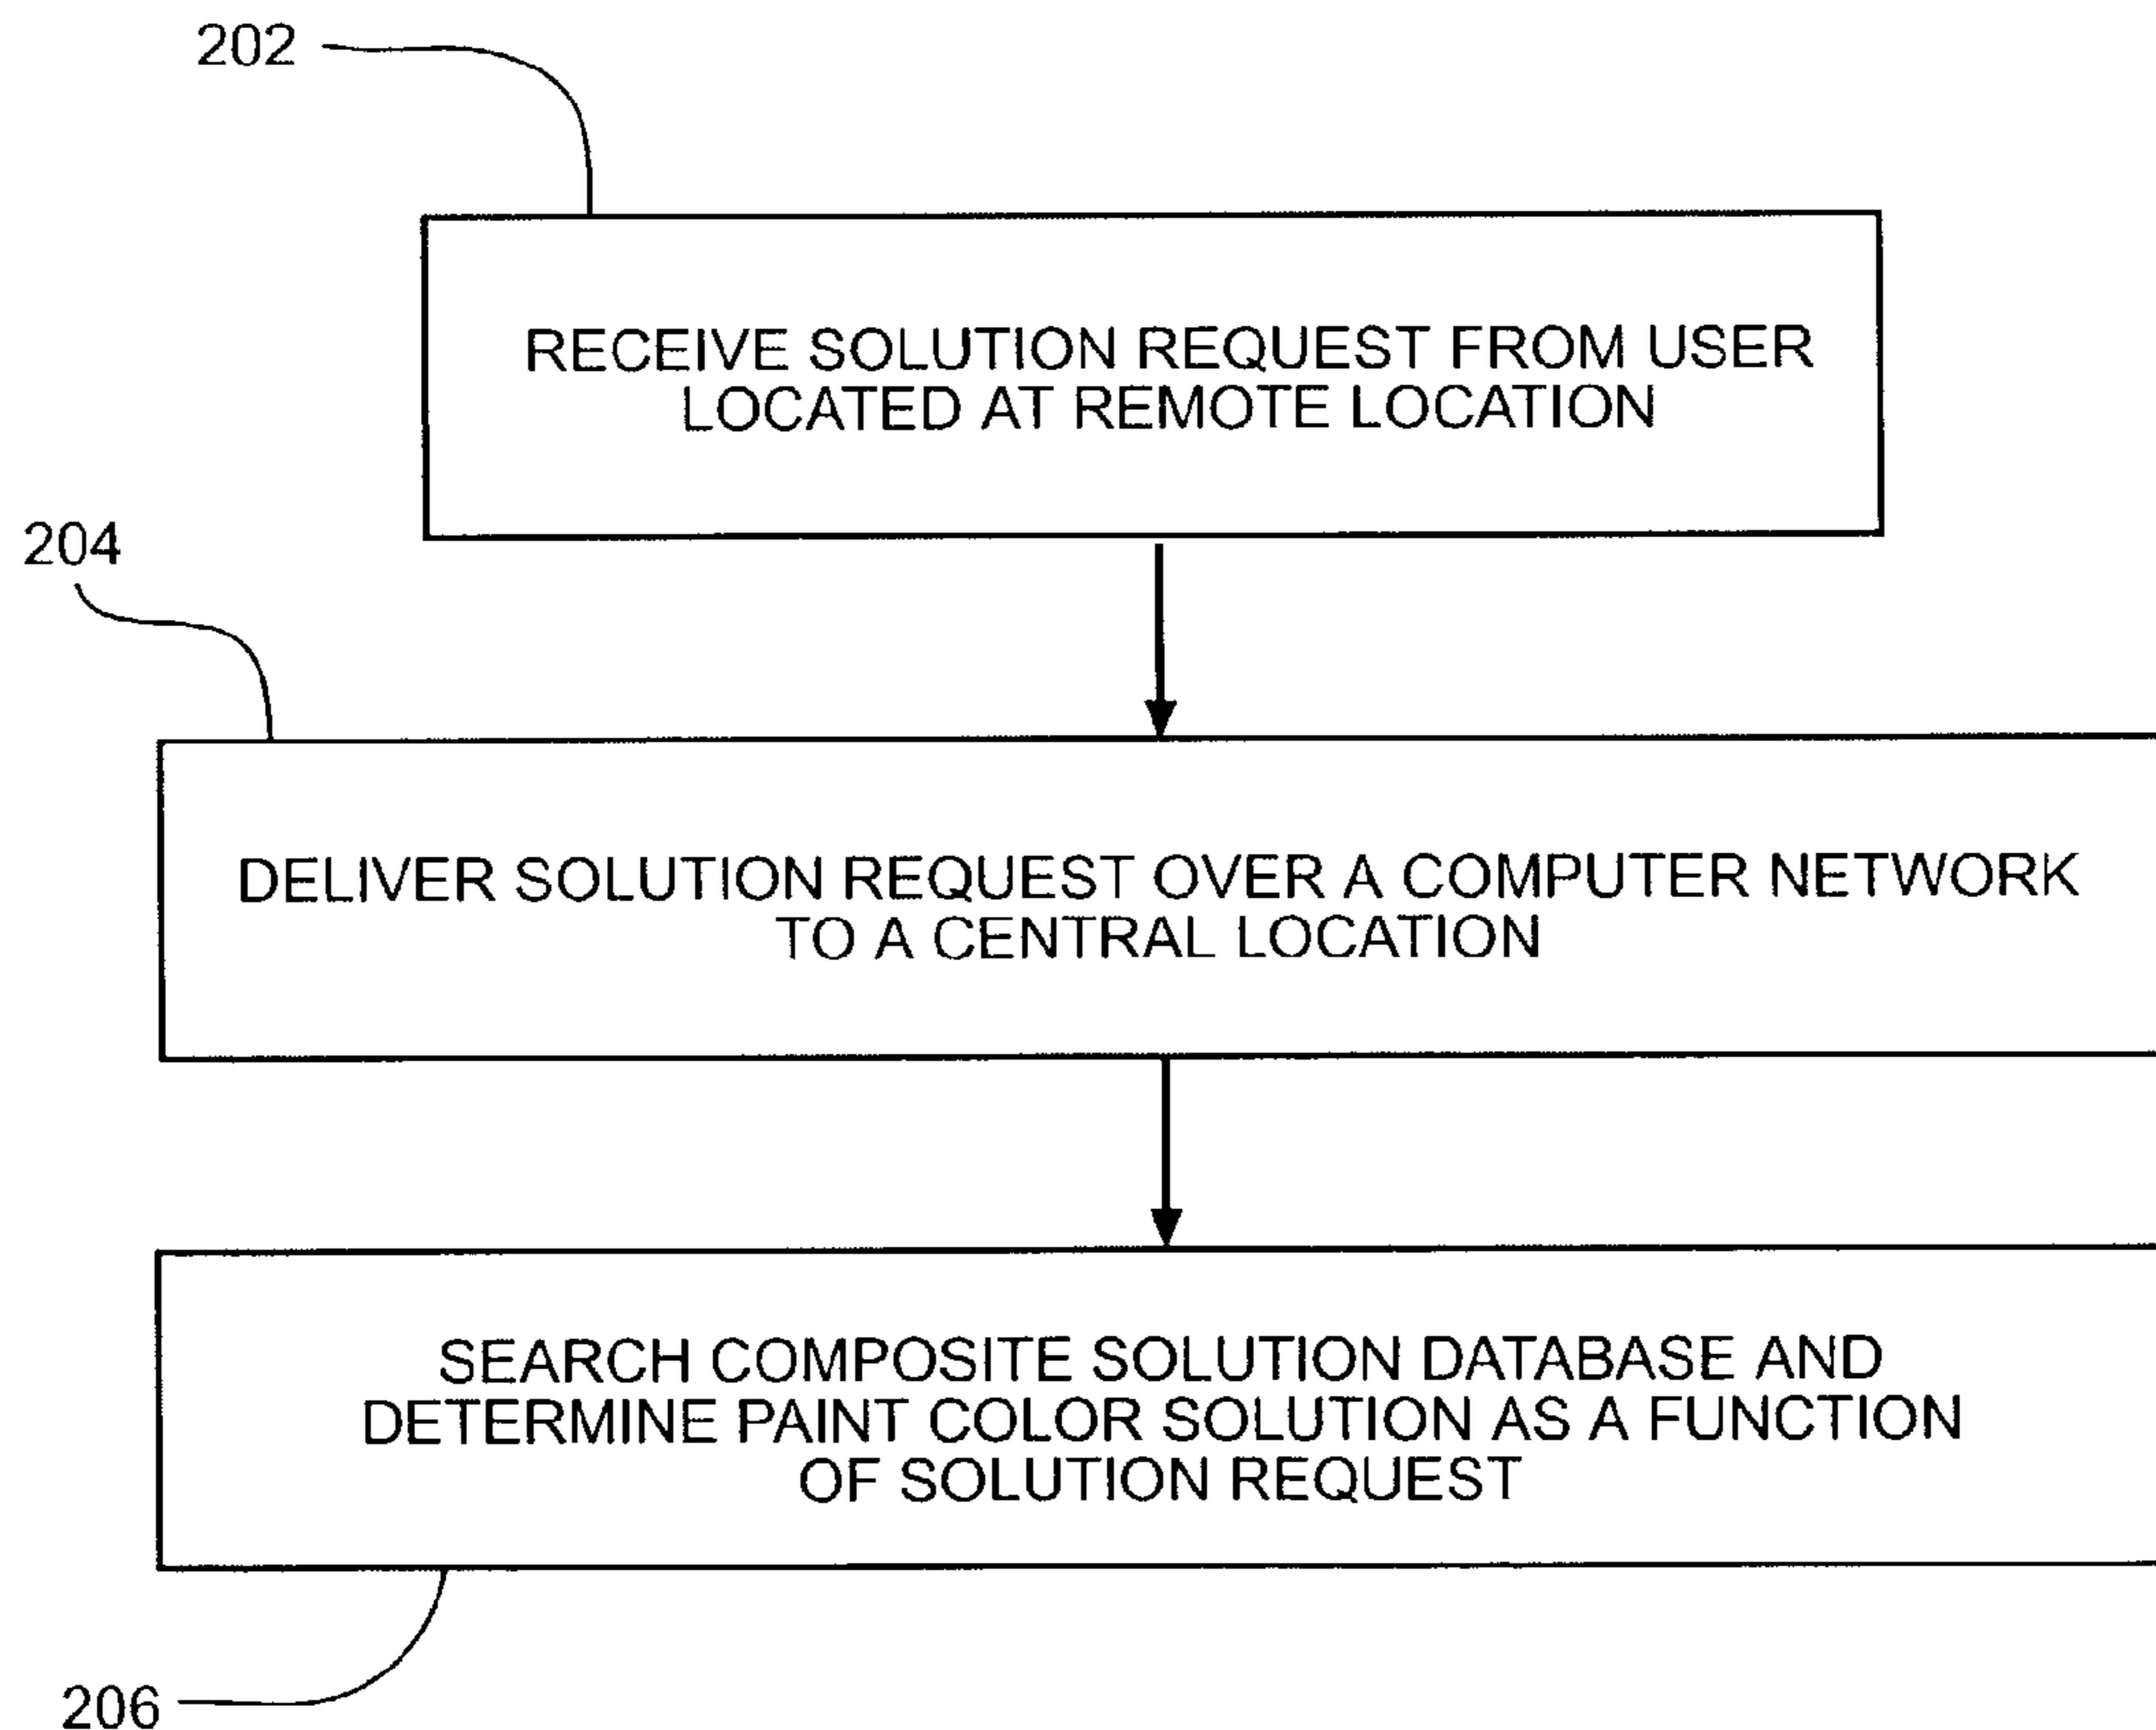 202
RECEIVE SOLUTION REQUEST FROM USER
LOCATED AT REMOTE LOCATION
204
DELIVER SOLUTION REQUEST OVER A COMPUTER NETWORK
TO A CENTRAL LOCATION
SEARCH COMPOSITE SOLUTION DATABASE AND
DETERMINE PAINT COLOR SOLUTION AS A FUNCTION
OF SOLUTION REQUEST
206